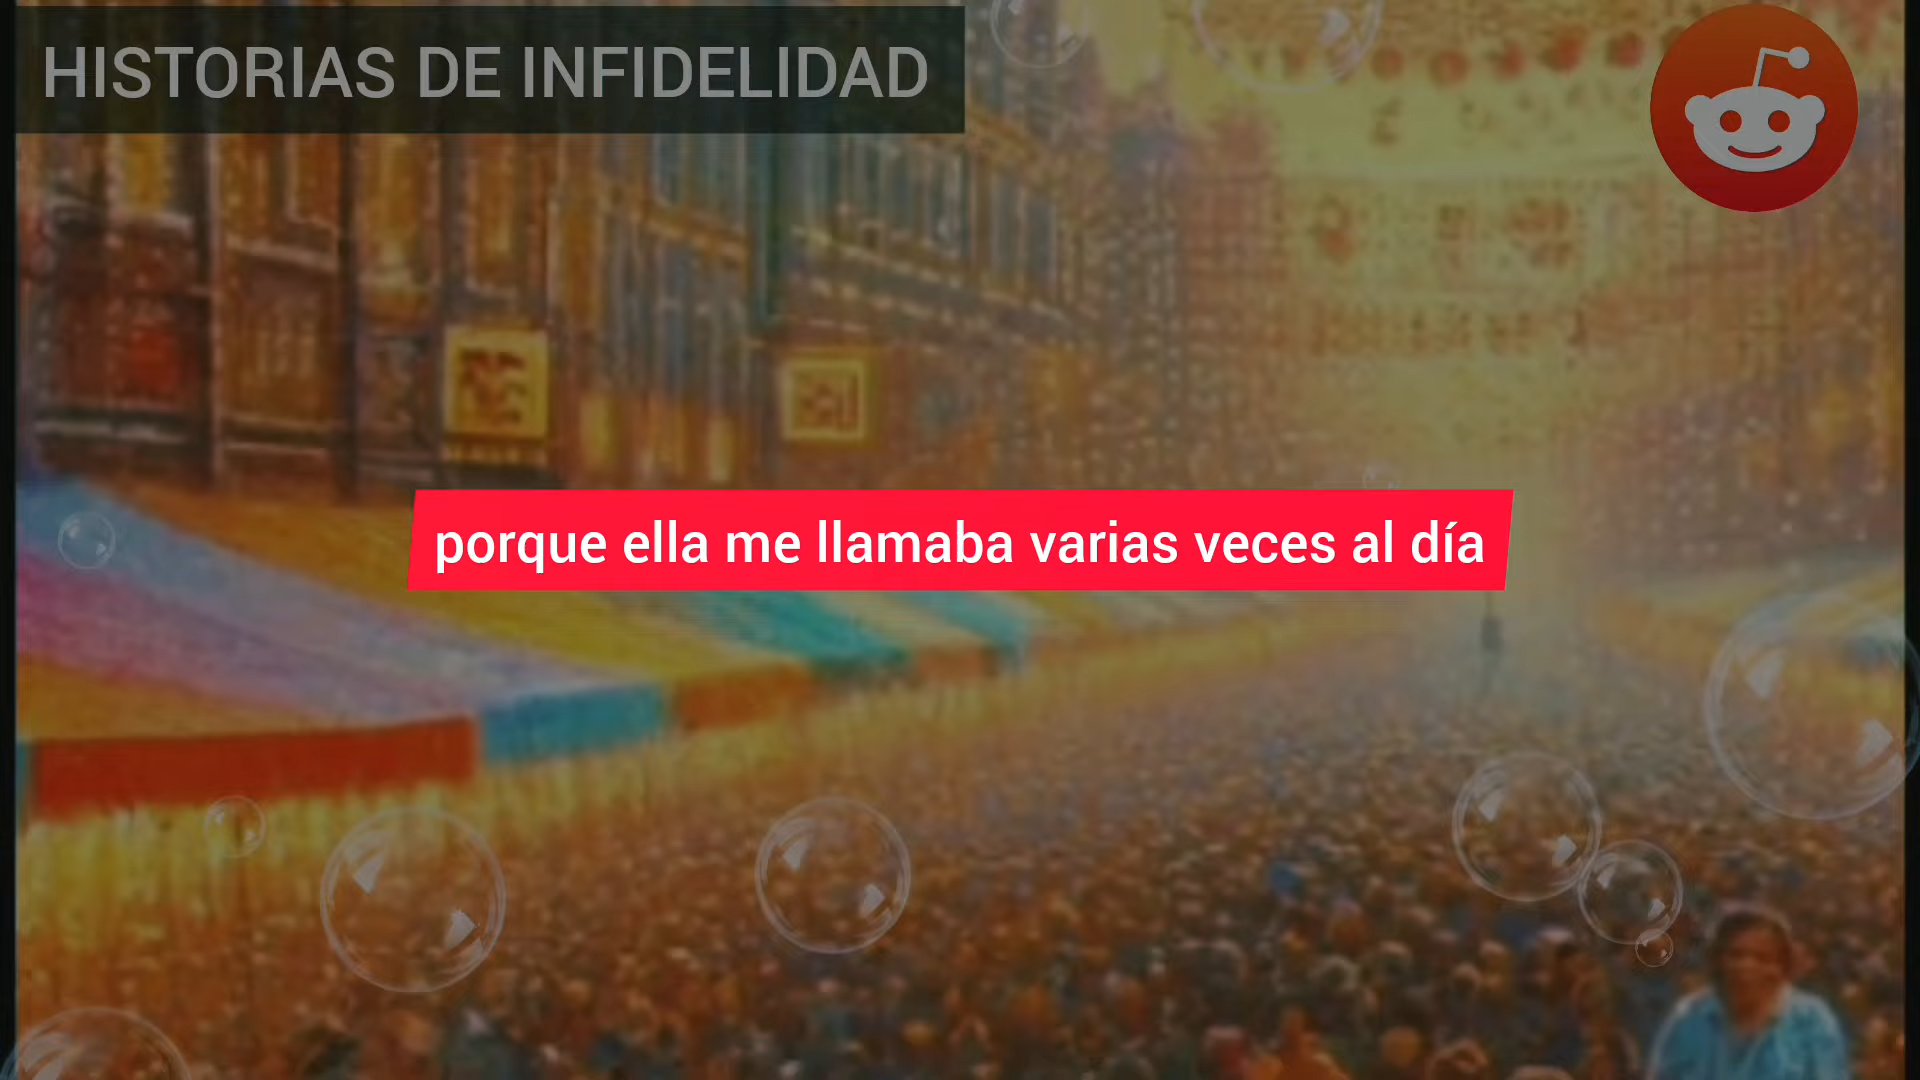 HISTORIAS DE INFIDELIDAD
porque ella me llamaba varias veces al día